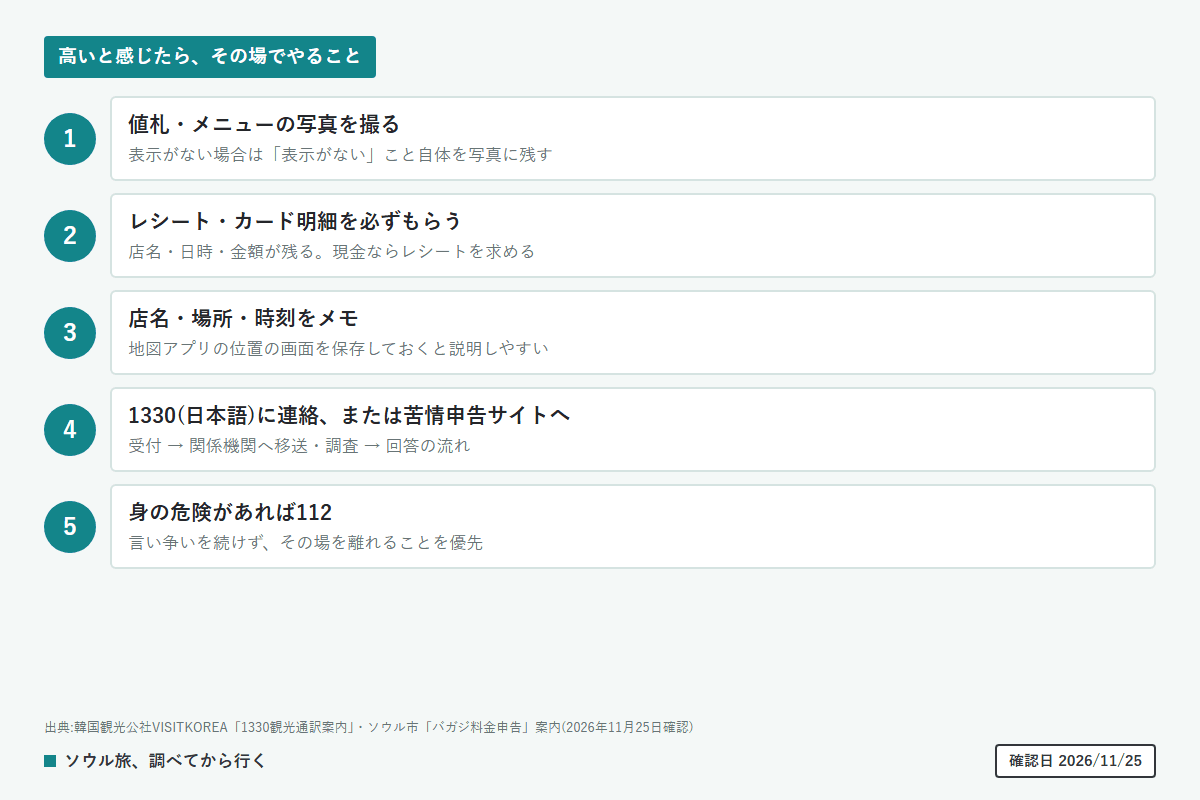 高いと感じたら、その場でやること
1
値札・メニューの写真を撮る
表示がない場合は「表示がない」こと自体を写真に残す
2
レシート・カード明細を必ずもらう
店名・日時・金額が残る。現金ならレシートを求める
3
店名・場所・時刻をメモ
地図アプリの位置の画面を保存しておくと説明しやすい
4
1330(日本語)に連絡、または苦情申告サイトへ
受付 → 関係機関へ移送・調査 → 回答の流れ
5
身の危険があれば112
言い争いを続けず、その場を離れることを優先
出典:韓国観光公社VISITKOREA「1330観光通訳案内」・ソウル市「バガジ料金申告」案内(2026年11月25日確認)
ソウル旅、調べてから行く
確認日 2026/11/25